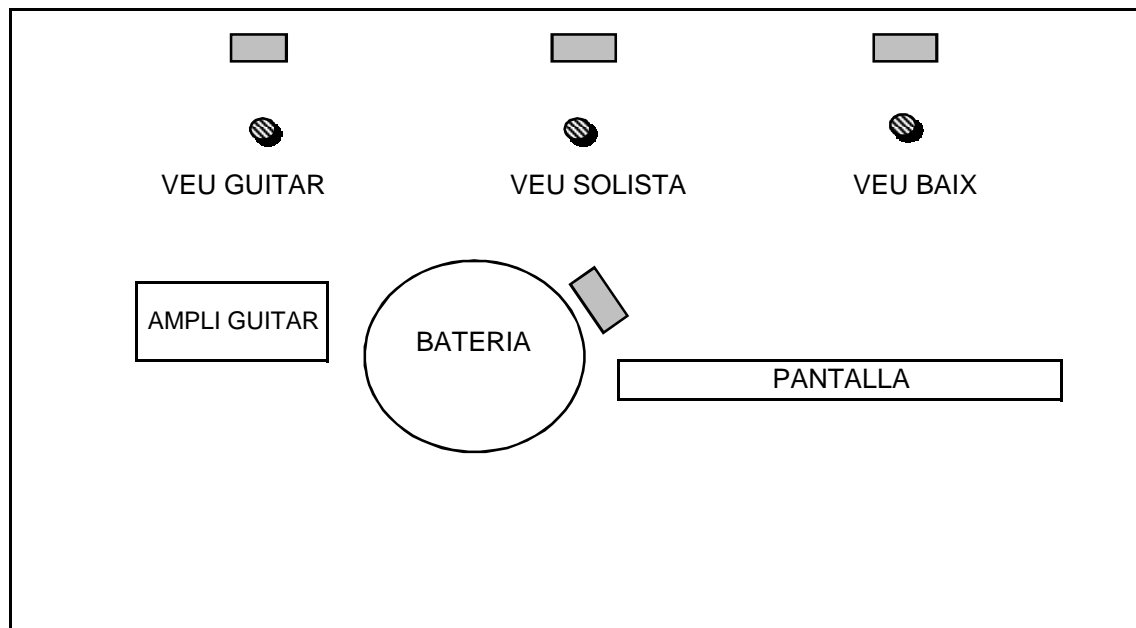 VEU GUITAR
VEU SOLISTA
VEU BAIX
AMPLI GUITAR
BATERIA
PANTALLA